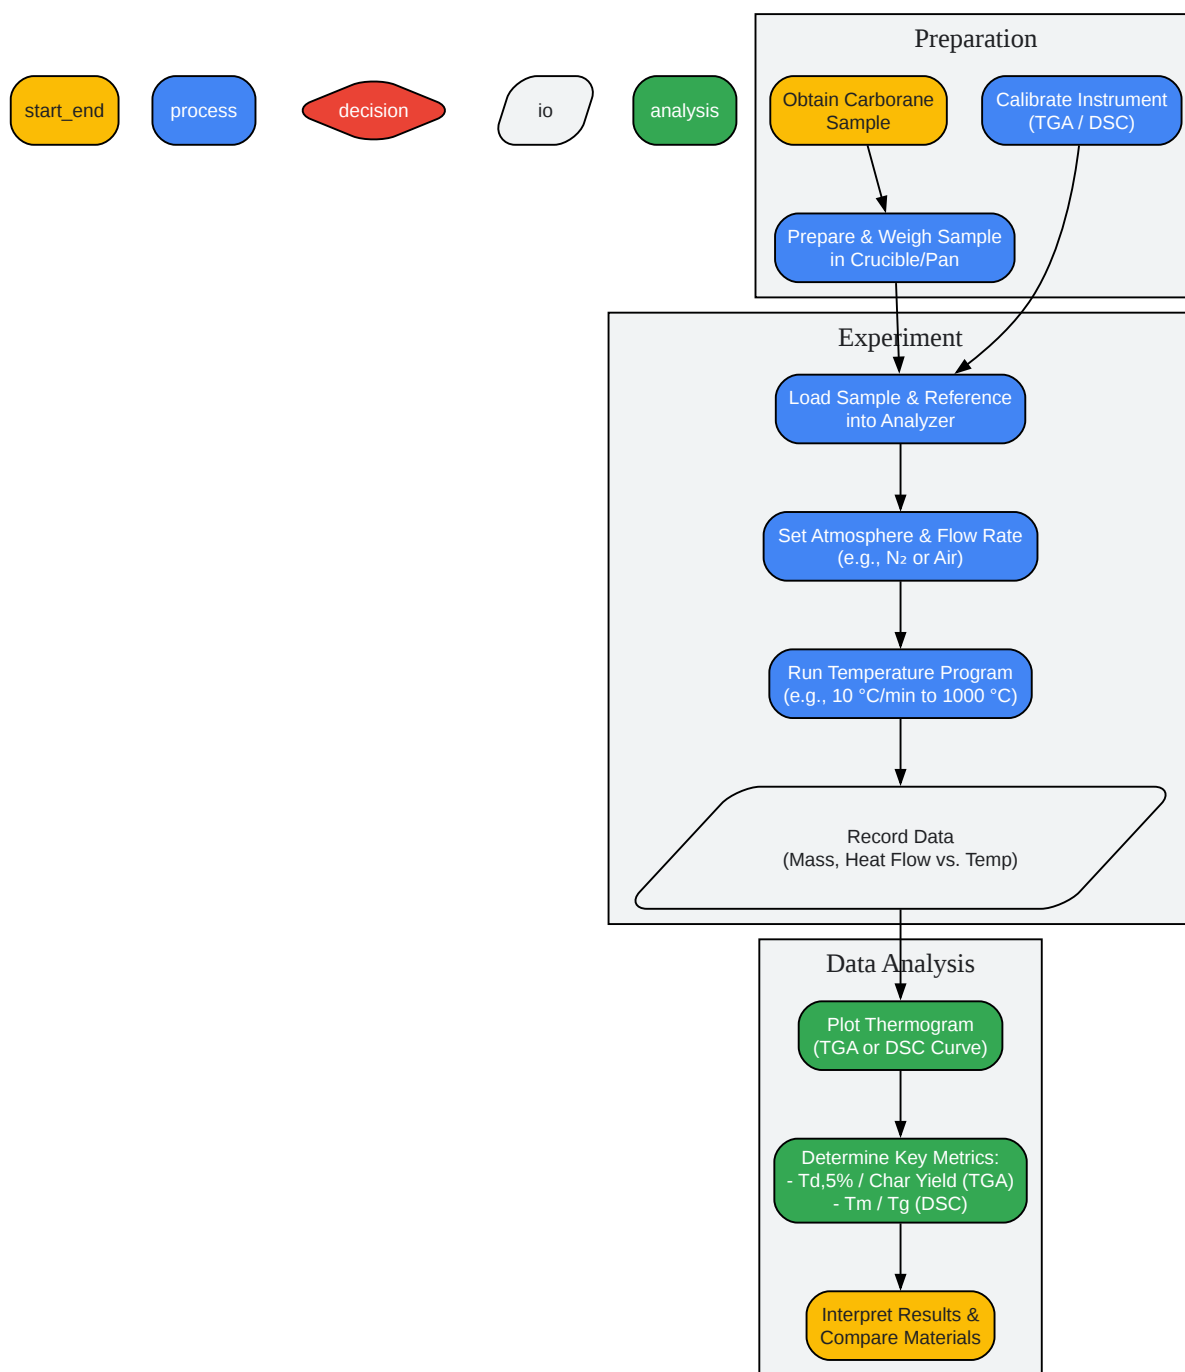 Preparation
start_end
process
decision
io
analysis
Obtain Carborane
Sample
Calibrate Instrument
(TGA / DSC)
Prepare & Weigh Sample
in Crucible/Pan
Experiment
Load Sample & Reference
into Analyzer
Set Atmosphere & Flow Rate
(e.g., N₂ or Air)
Run Temperature Program
(e.g., 10 °C/min to 1000 °C)
Record Data
(Mass, Heat Flow vs. Temp)
Data Analysis
Plot Thermogram
(TGA or DSC Curve)
Determine Key Metrics:
- Td,5% / Char Yield (TGA)
- Tm / Tg (DSC)
Interpret Results &
Compare Materials